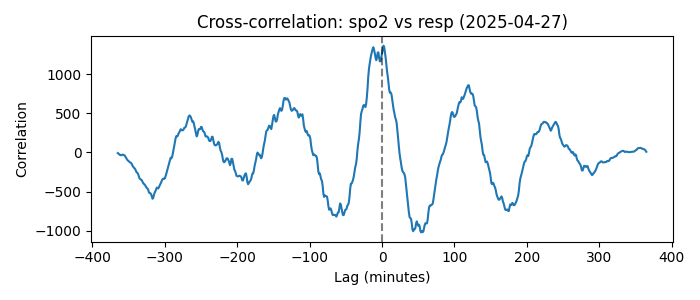 Cross-correlation: spo2 vs resp (2025-04-27)
Correlation
1000
500
0
−500
−1000
−400 −300 −200 −100 0 100 200 300 400
Lag (minutes)